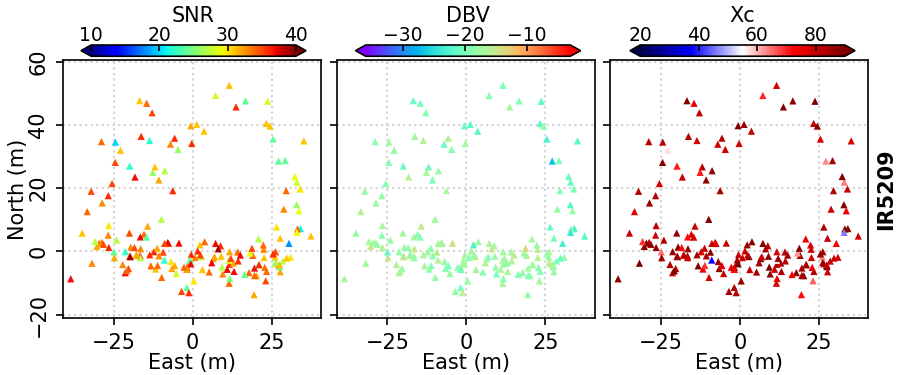 SNR DBV Xc
10 20 30 40 −30 −20 −10 20 40 60 80
60
40
20
0
−20
North (m)
−25 0 25 −25 0 25 −25 0 25
East (m) East (m) East (m)
IR5209